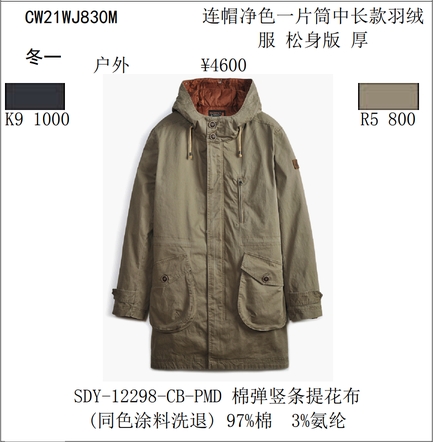 CW21WJ830M
连帽净色一片筒中长款羽绒
服 松身版 厚
冬一
户外
¥4600
K9 1000
R5 800
SDY-12298-CB-PMD 棉弹竖条提花布
(同色涂料洗退) 97%棉 3%氨纶